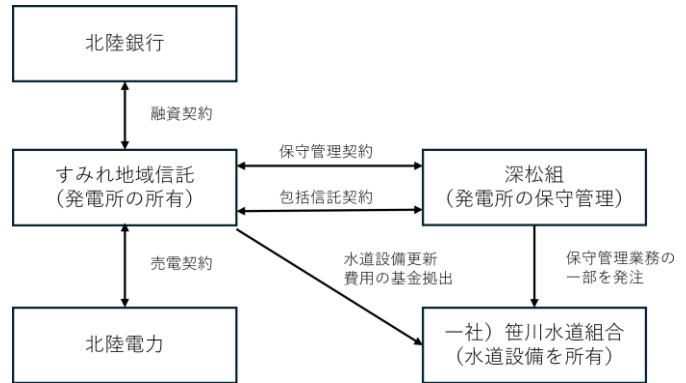 北陸銀行
融資契約
すみれ地域信託
（発電所の所有）
保守管理契約
包括信託契約
深松組
（発電所の保守管理）
売電契約
水道設備更新
費用の基金拠出
保守管理業務の
一部を発注
北陸電力
一社）笹川水道組合
（水道設備を所有）